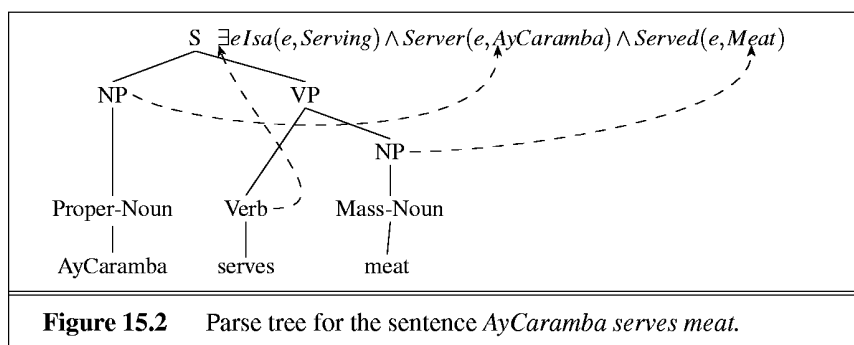 S ∃eIsa(e,Serving)∧Server(e,AyCaramba)∧Served(e,Meat)
NP VP
NP
Proper-Noun Verb Mass-Noun
AyCaramba serves meat
Figure 15.2 Parse tree for the sentence AyCaramba serves meat.